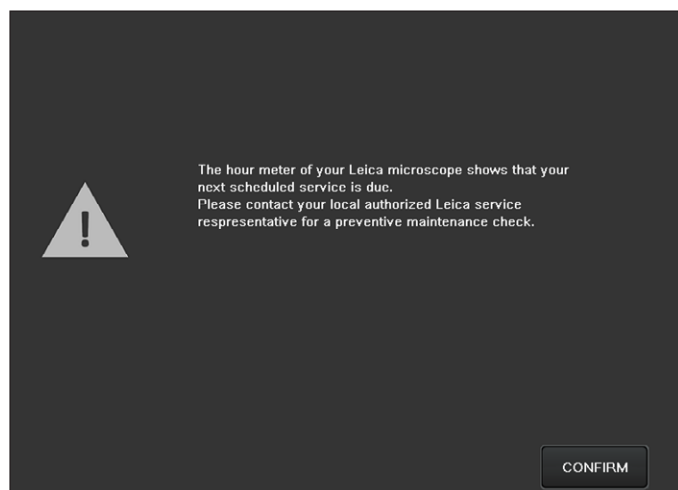 The hour meter of your Leica microscope shows that your
next scheduled service is due.
Please contact your local authorized Leica service
respresentative for a preventive maintenance check.
!
CONFIRM